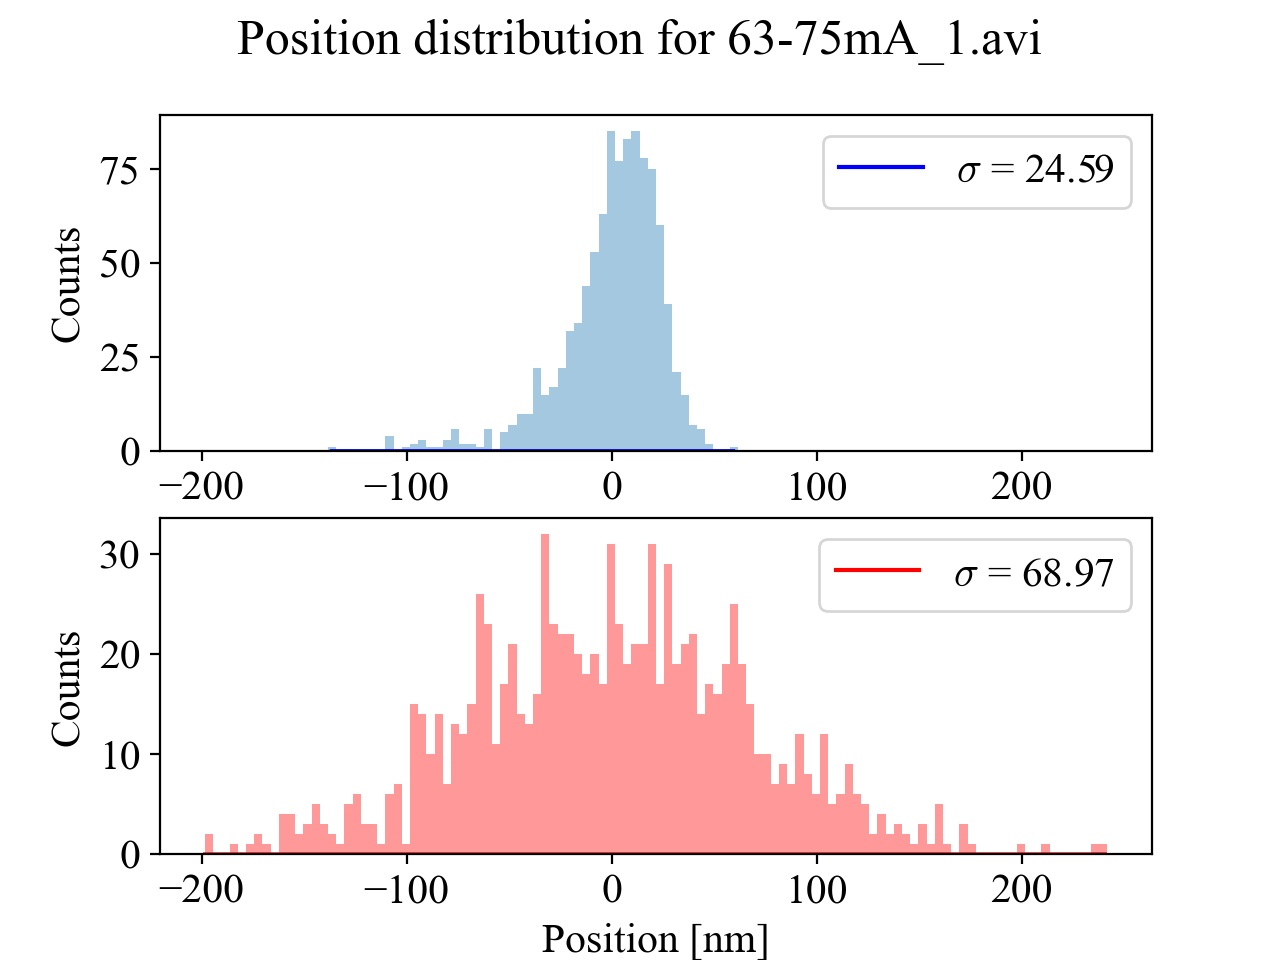 Position distribution for 63-75mA_1.avi
75
50
25
0
Counts
σ = 24.59
−200 −100 0 100 200
30
20
10
0
Counts
σ = 68.97
−200 −100 0 100 200
Position [nm]